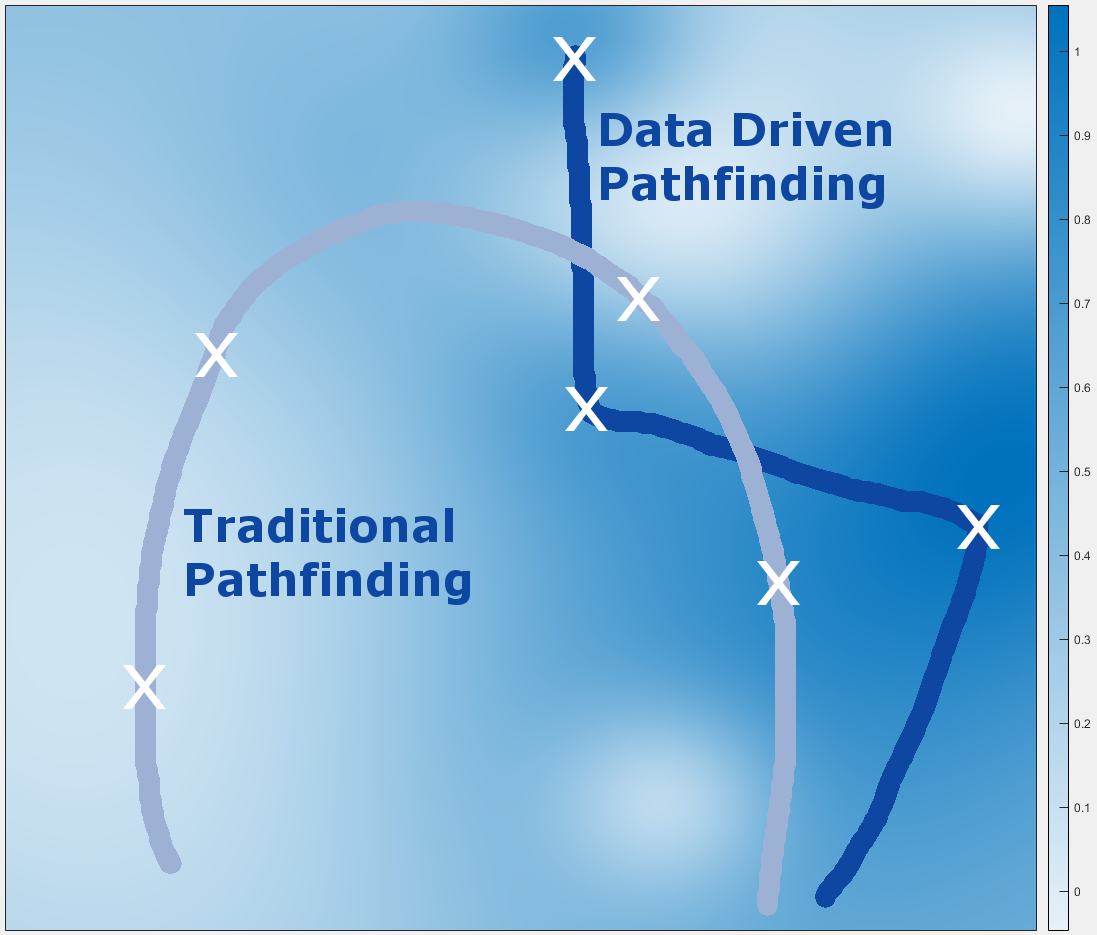 X
Data Driven
Pathfinding
X
X
X
Traditional
Pathfinding
X
X
X
1
0.9
0.8
0.7
0.6
0.5
0.4
0.3
0.2
0.1
0